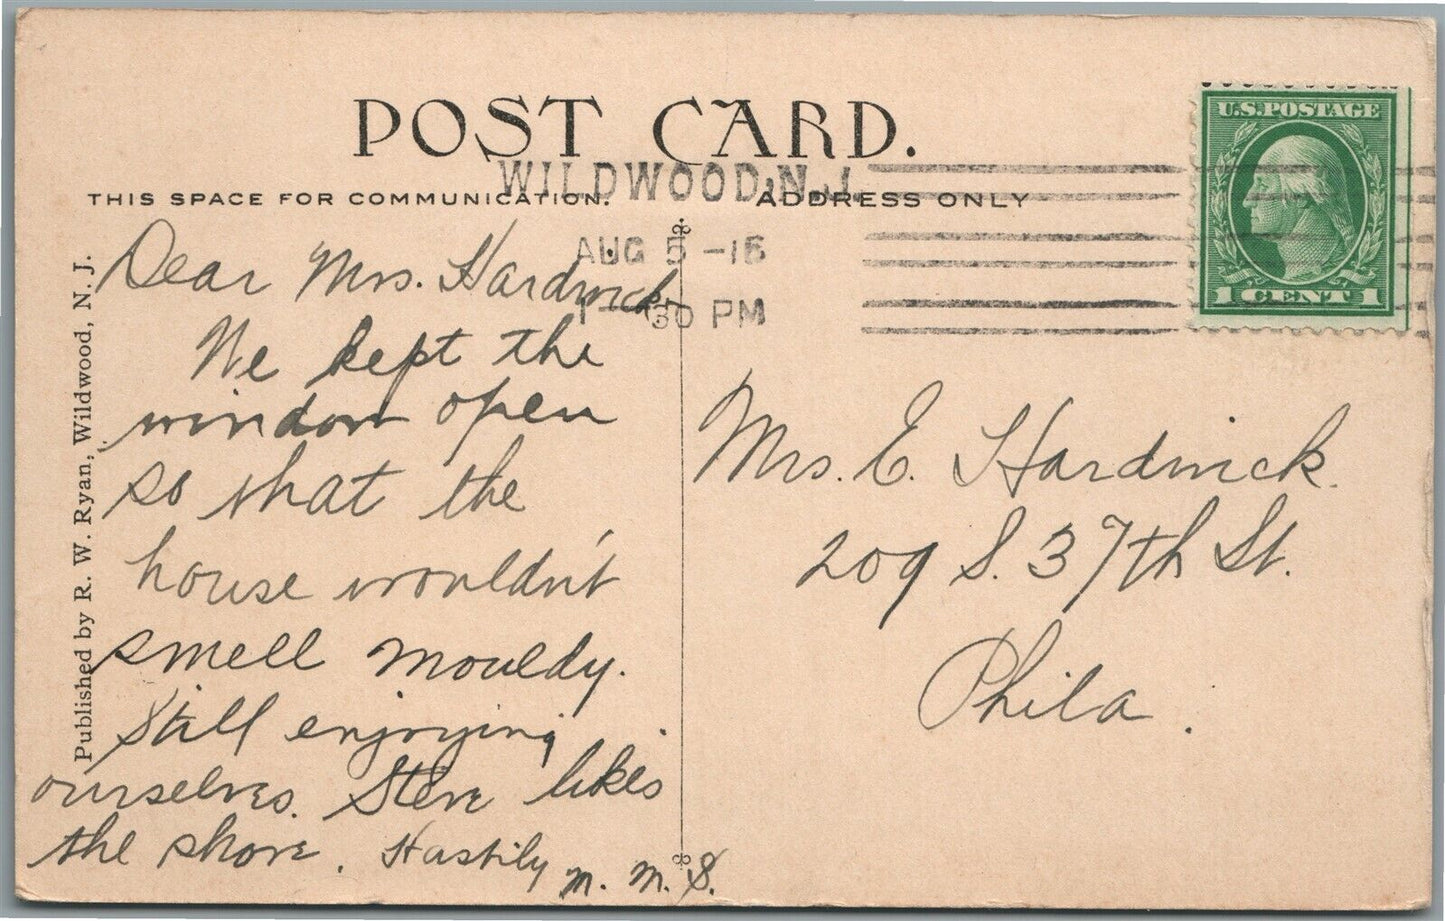 POST CARD.
THIS SPACE FOR COMMUNICATION.
ADDRESS ONLY
WILDWOOD, N.J.
AUG 5 -16
1 - 30 PM
U.S. POSTAGE
1 CENT 1
Published by R. W. Ryan, Wildwood, N. J.
Dear Mrs. Hardwick
We kept the
window open
so that the
house wouldn't
smell mouldy.
Still enjoying
ourselves. Steve likes
the shore. Hastily
M. M. S.
Mrs. E. Hardwick.
209 S. 37th St.
Phila.